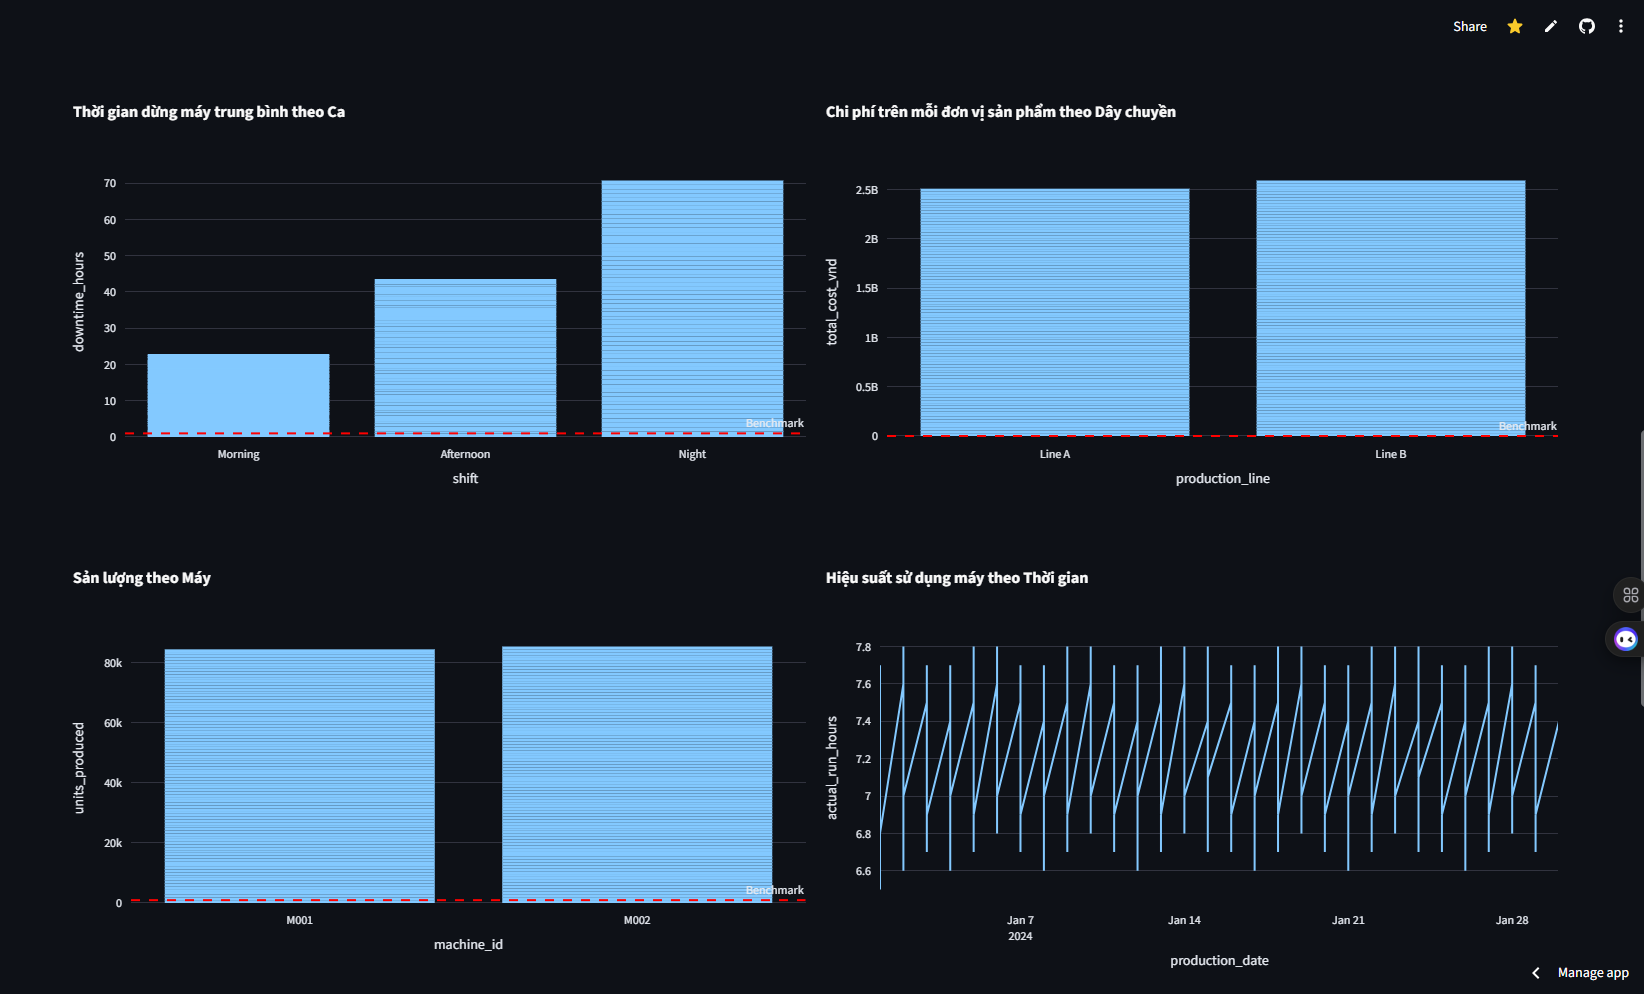 Share
Thời gian dừng máy trung bình theo Ca
downtime_hours
70
60
50
40
30
20
10
0
Benchmark
Morning
Afternoon
Night
shift
Chi phí trên mỗi đơn vị sản phẩm theo Dây chuyền
total_cost_vnd
2.5B
2B
1.5B
1B
0.5B
0
Benchmark
Line A
Line B
production_line
Sản lượng theo Máy
units_produced
80k
60k
40k
20k
0
Benchmark
M001
M002
machine_id
Hiệu suất sử dụng máy theo Thời gian
actual_run_hours
7.8
7.6
7.4
7.2
7
6.8
6.6
Jan 7
2024
Jan 14
Jan 21
Jan 28
production_date
Manage app